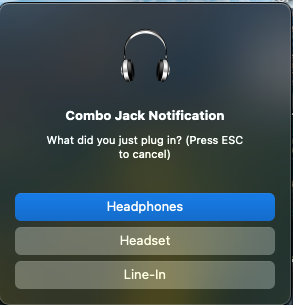 Combo Jack Notification
What did you just plug in? (Press ESC
to cancel)
Headphones
Headset
Line-In